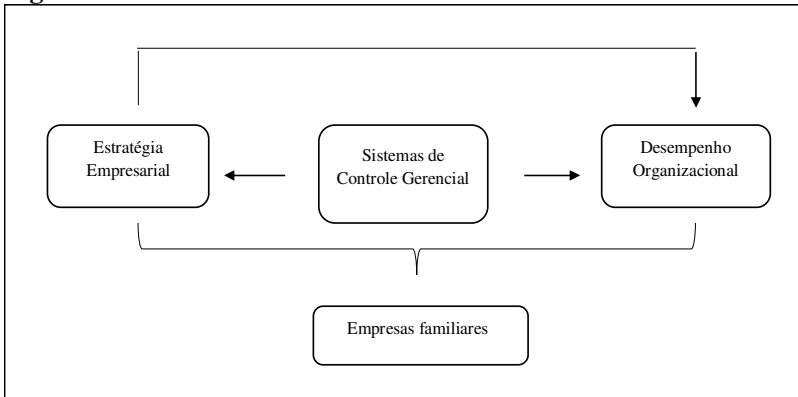 Estratégia
Empresarial
Sistemas de
Controle Gerencial
Desempenho
Organizacional
Empresas familiares